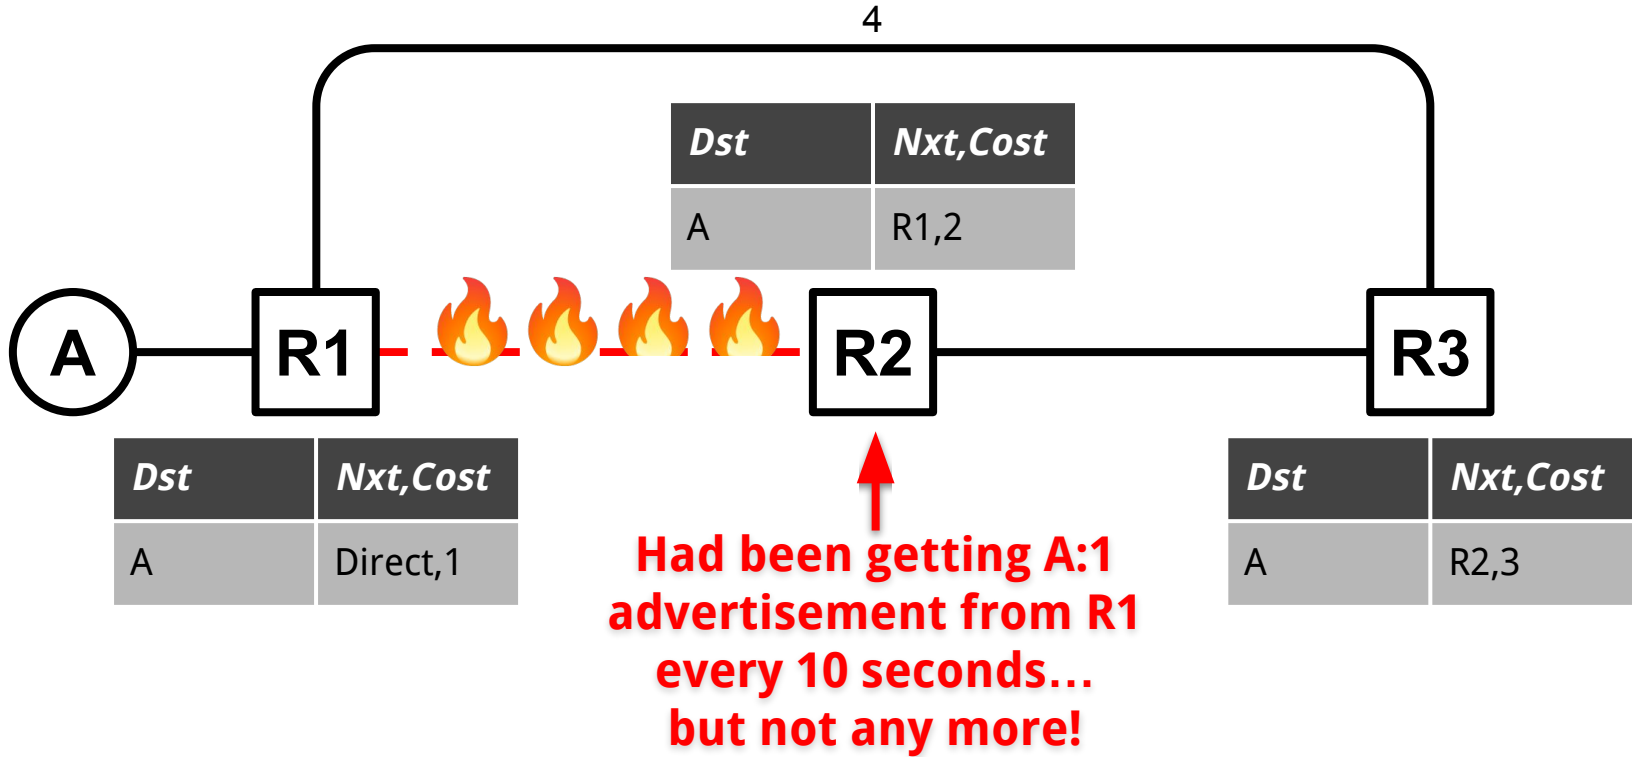 4
Dst Nxt,Cost
A R1,2
A R1 R2 R3
Dst Nxt,Cost
A Direct,1
Had been getting A:1
advertisement from R1
every 10 seconds…
but not any more!
Dst Nxt,Cost
A R2,3